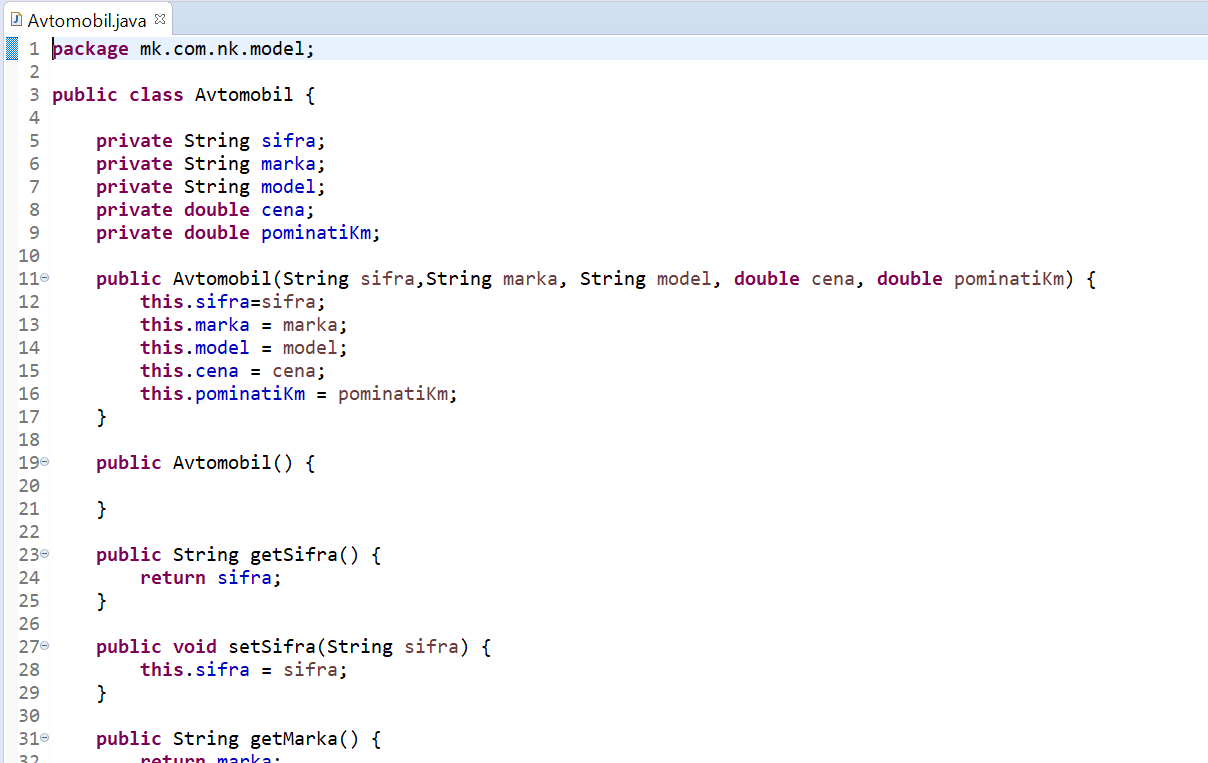 Avtomobil.java
1 package mk.com.nk.model;
2
3 public class Avtomobil {
4
5     private String sifra;
6     private String marka;
7     private String model;
8     private double cena;
9     private double pominatiKm;
10
11     public Avtomobil(String sifra,String marka, String model, double cena, double pominatiKm) {
12         this.sifra=sifra;
13         this.marka = marka;
14         this.model = model;
15         this.cena = cena;
16         this.pominatiKm = pominatiKm;
17     }
18
19     public Avtomobil() {
20
21     }
22
23     public String getSifra() {
24         return sifra;
25     }
26
27     public void setSifra(String sifra) {
28         this.sifra = sifra;
29     }
30
31     public String getMarka() {
32         return marka;